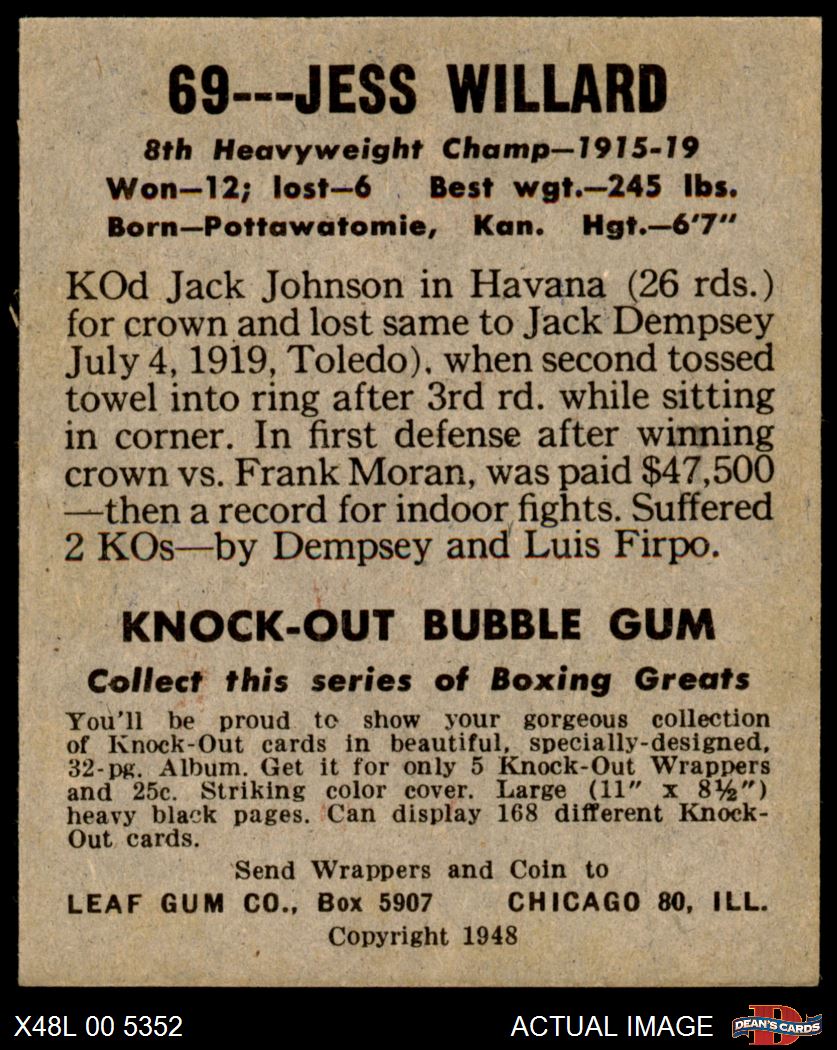 69---JESS WILLARD
8th Heavyweight Champ—1915-19
Won—12; lost—6 Best wgt.—245 lbs.
Born—Pottawatomie, Kan. Hgt.—6'7"
KOd Jack Johnson in Havana (26 rds.)
for crown and lost same to Jack Dempsey
July 4, 1919, Toledo), when second tossed
towel into ring after 3rd rd. while sitting
in corner. In first defense after winning
crown vs. Frank Moran, was paid $47,500
—then a record for indoor fights. Suffered
2 KOs—by Dempsey and Luis Firpo.
KNOCK-OUT BUBBLE GUM
Collect this series of Boxing Greats
You'll be proud to show your gorgeous collection
of Knock-Out cards in beautiful, specially-designed,
32-pg. Album. Get it for only 5 Knock-Out Wrappers
and 25c. Striking color cover. Large (11" x 8½")
heavy black pages. Can display 168 different Knock-
Out cards.
Send Wrappers and Coin to
LEAF GUM CO., Box 5907 CHICAGO 80, ILL.
Copyright 1948
X48L 00 5352 ACTUAL IMAGE D DEAN'S CARDS